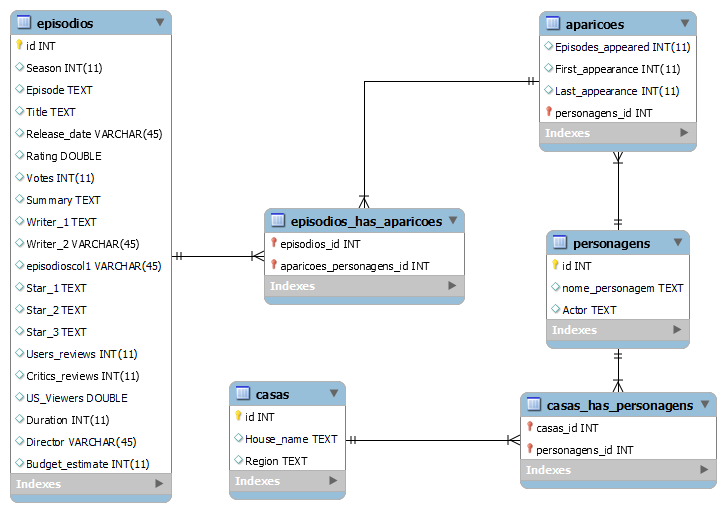 episodios
id INT
Season INT(11)
Episode TEXT
Title TEXT
Release_date VARCHAR(45)
Rating DOUBLE
Votes INT(11)
Summary TEXT
Writer_1 TEXT
Writer_2 VARCHAR(45)
episodioscol1 VARCHAR(45)
Star_1 TEXT
Star_2 TEXT
Star_3 TEXT
Users_reviews INT(11)
Critics_reviews INT(11)
US_Viewers DOUBLE
Duration INT(11)
Director VARCHAR(45)
Budget_estimate INT(11)
Indexes
aparicoes
Episodes_appeared INT(11)
First_appearance INT(11)
Last_appearance INT(11)
personagens_id INT
Indexes
episodios_has_aparicoes
episodios_id INT
aparicoes_personagens_id INT
Indexes
personagens
id INT
nome_personagem TEXT
Actor TEXT
Indexes
casas
id INT
House_name TEXT
Region TEXT
Indexes
casas_has_personagens
casas_id INT
personagens_id INT
Indexes